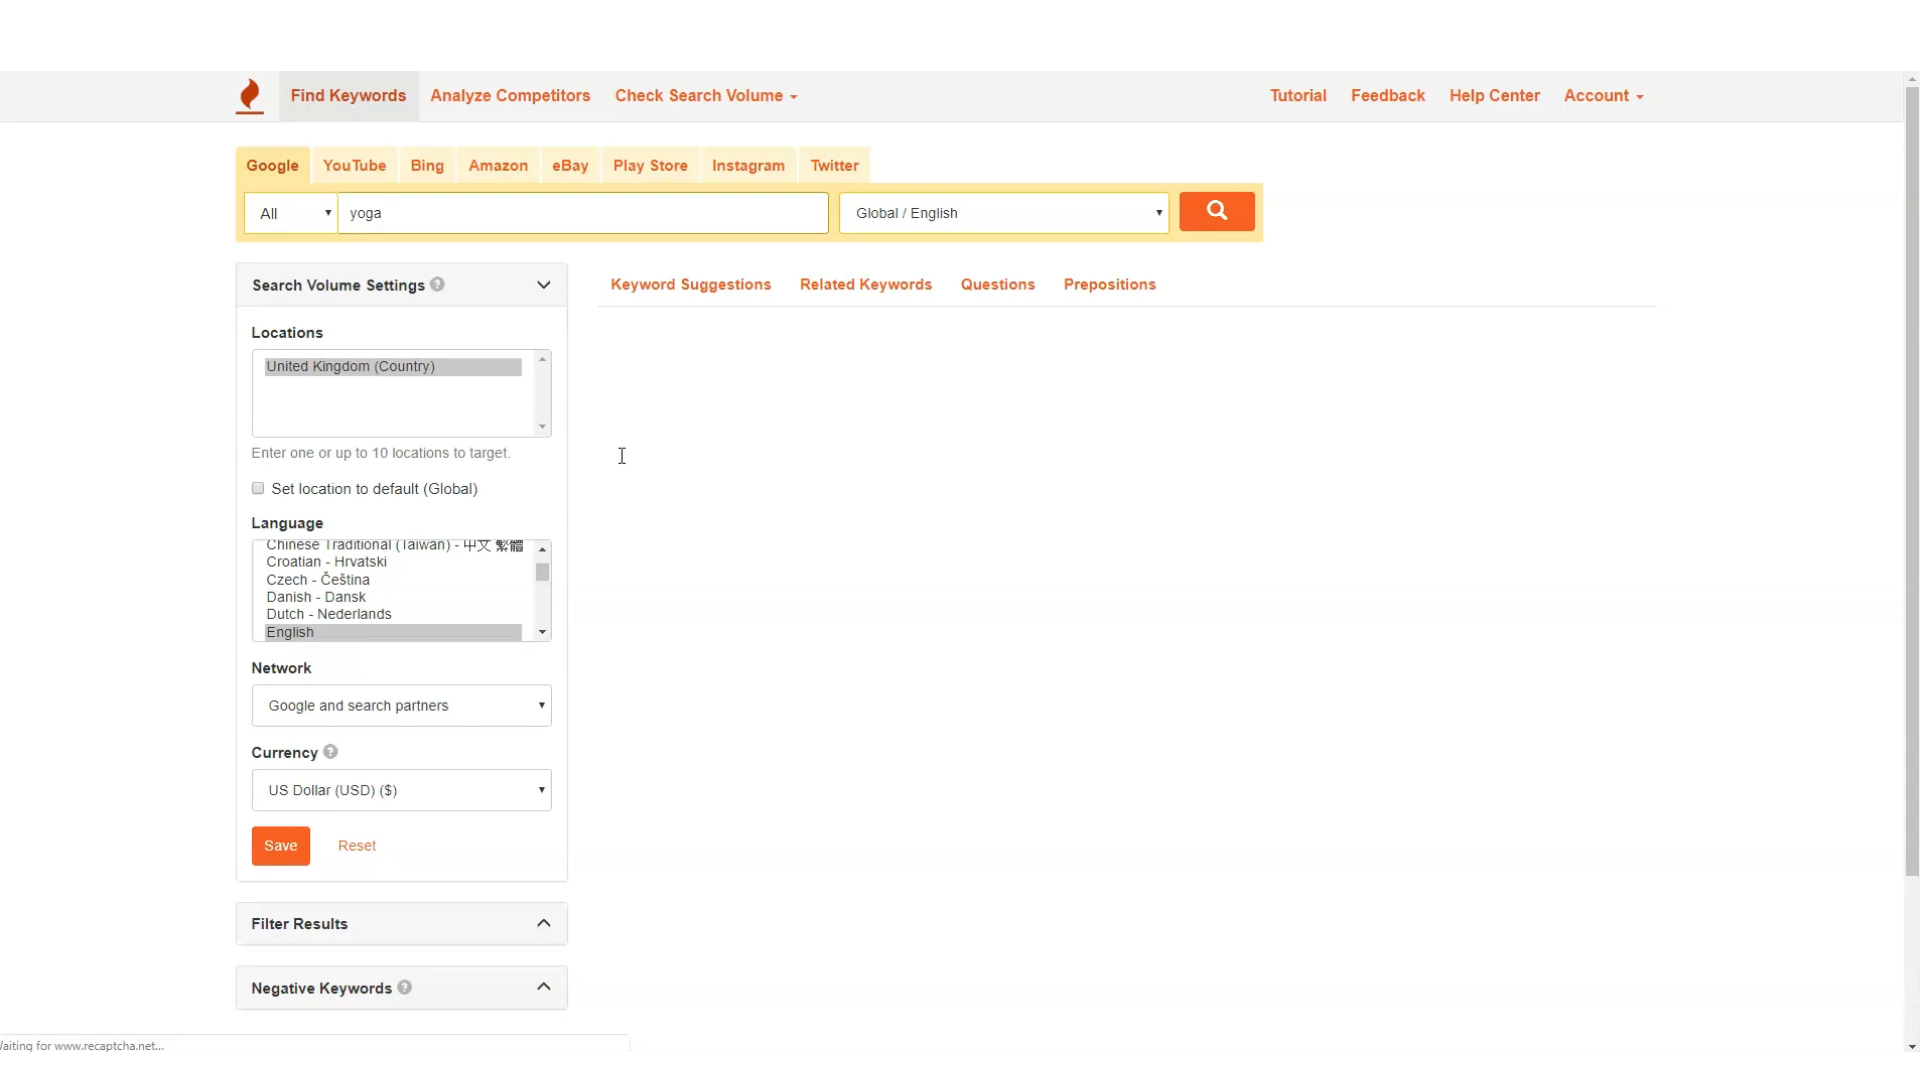 Find Keywords Analyze Competitors Check Search Volume Tutorial Feedback Help Center Account
Google YouTube Bing Amazon eBay Play Store Instagram Twitter
All yoga Global / English
Search Volume Settings ?
Keyword Suggestions Related Keywords Questions Prepositions
Locations
United Kingdom (Country)
Enter one or up to 10 locations to target.
Set location to default (Global)
Language
Chinese Traditional (Taiwan) - 中文 繁體
Croatian - Hrvatski
Czech - Čeština
Danish - Dansk
Dutch - Nederlands
English
Network
Google and search partners
Currency ?
US Dollar (USD) ($)
Save Reset
Filter Results
Negative Keywords ?
aiting for www.recaptcha.net...